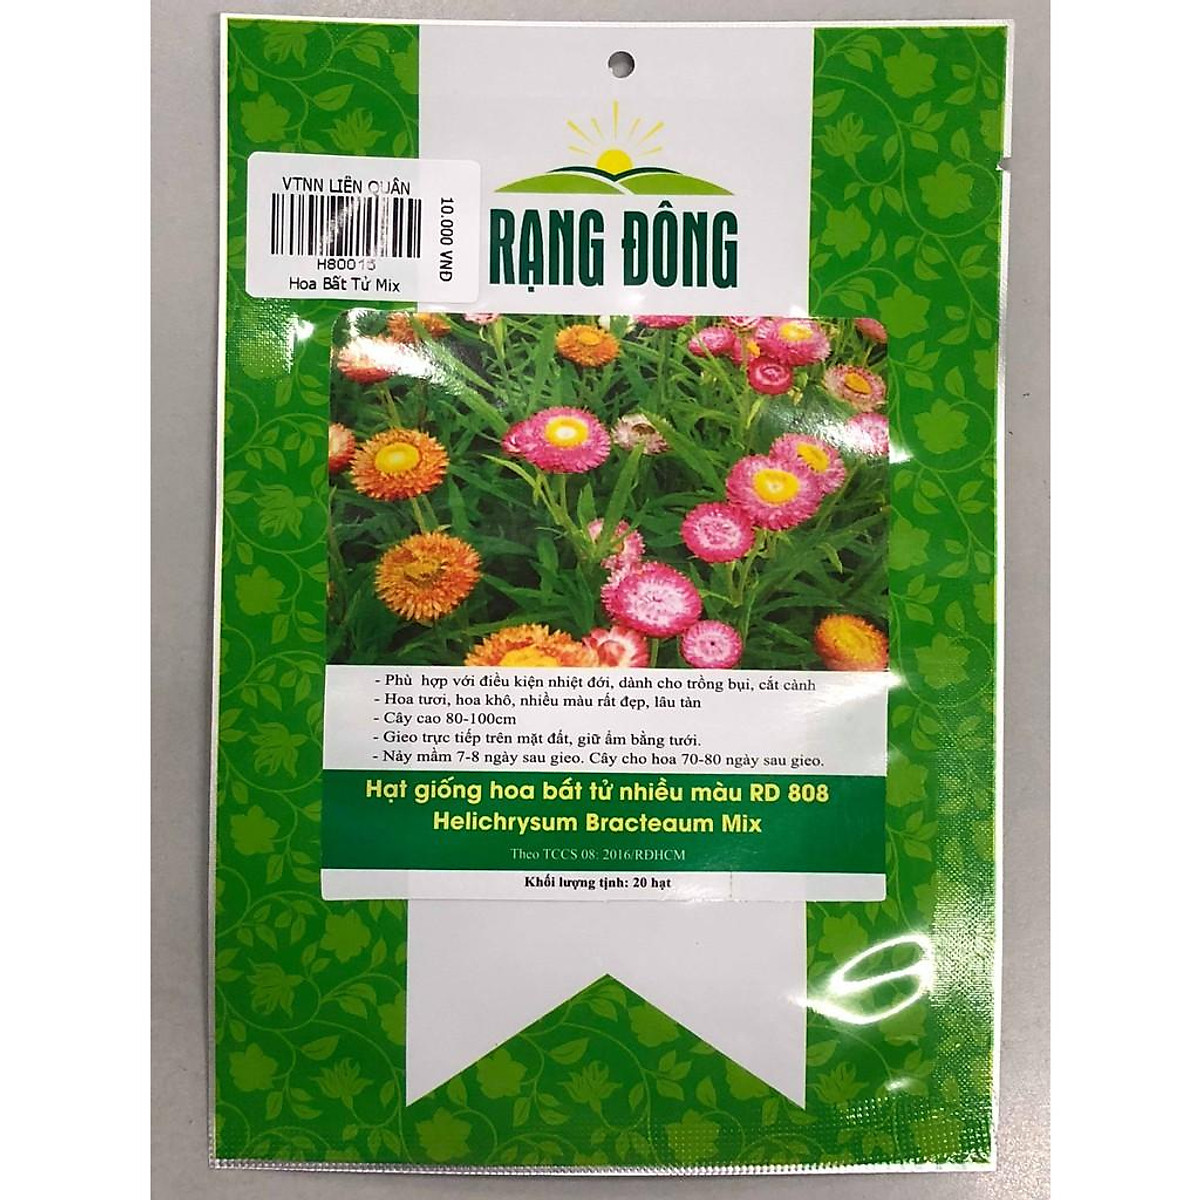 VTNN LIÊN QUÂN
10.000 VND
H80015
Hoa Bất Tử Mix
RẠNG ĐÔNG
- Phù hợp với điều kiện nhiệt đới, dành cho trồng bụi, cắt cành
- Hoa tươi, hoa khô, nhiều màu rất đẹp, lâu tàn
- Cây cao 80-100cm
- Gieo trực tiếp trên mặt đất, giữ ẩm bằng tưới.
- Nảy mầm 7-8 ngày sau gieo. Cây cho hoa 70-80 ngày sau gieo.
Hạt giống hoa bất tử nhiều màu RD 808
Helichrysum Bracteaum Mix
Theo TCCS 08: 2016/RĐHCM
Khối lượng tịnh: 20 hạt